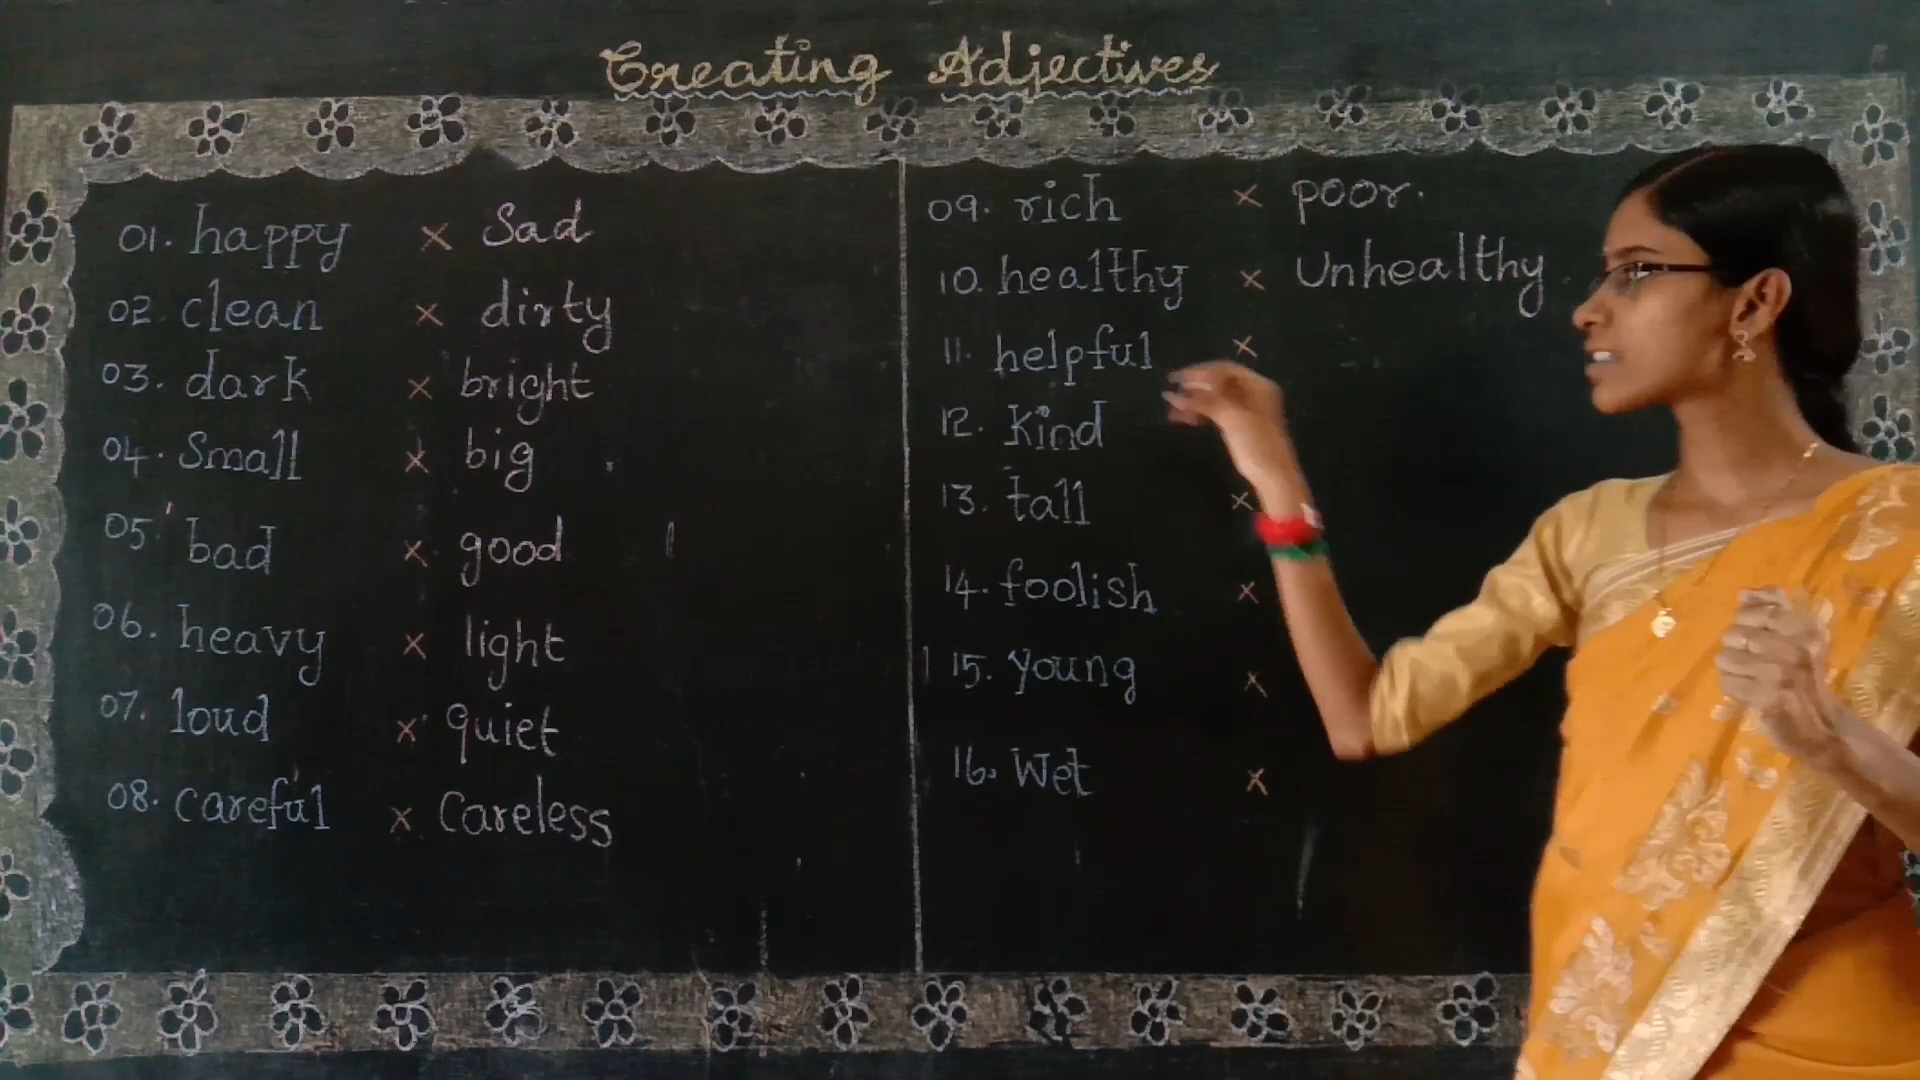 Creating Adjectives
01. happy × Sad
02. clean × dirty
03. dark × bright
04. Small × big
05. bad × good
06. heavy × light
07. loud × quiet
08. careful × Careless
09. rich × poor.
10. healthy × Unhealthy
11. helpful ×
12. Kind
13. tall ×
14. foolish ×
15. young ×
16. Wet ×